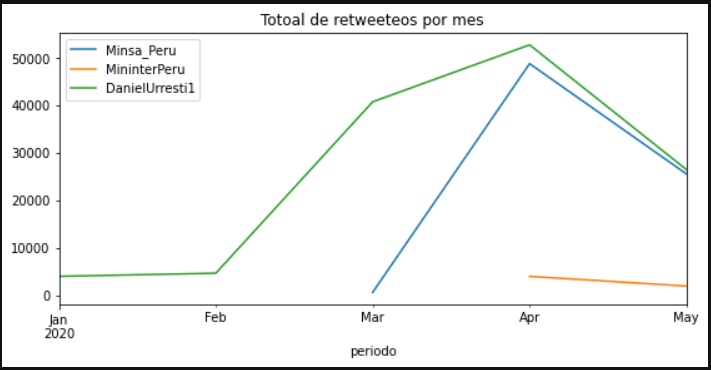 Totoal de retweeteos por mes
Minsa_Peru
MininterPeru
DanielUrresti1
50000
40000
30000
20000
10000
0
Jan Feb Mar Apr May
2020
periodo